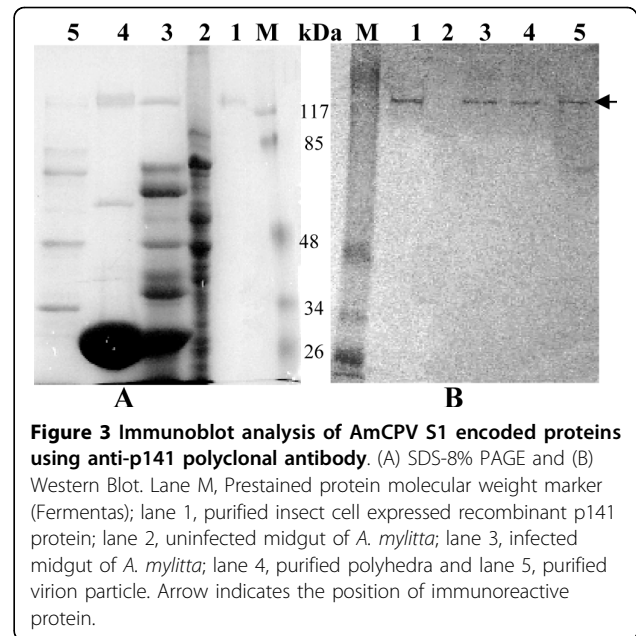 5 4 3 2 1 M kDa M 1 2 3 4 5
117
85
48
34
26
A B
Figure 3 Immunoblot analysis of AmCPV S1 encoded proteins
using anti-p141 polyclonal antibody. (A) SDS-8% PAGE and (B)
Western Blot. Lane M, Prestained protein molecular weight marker
(Fermentas); lane 1, purified insect cell expressed recombinant p141
protein; lane 2, uninfected midgut of A. mylitta; lane 3, infected
midgut of A. mylitta; lane 4, purified polyhedra and lane 5, purified
virion particle. Arrow indicates the position of immunoreactive
protein.